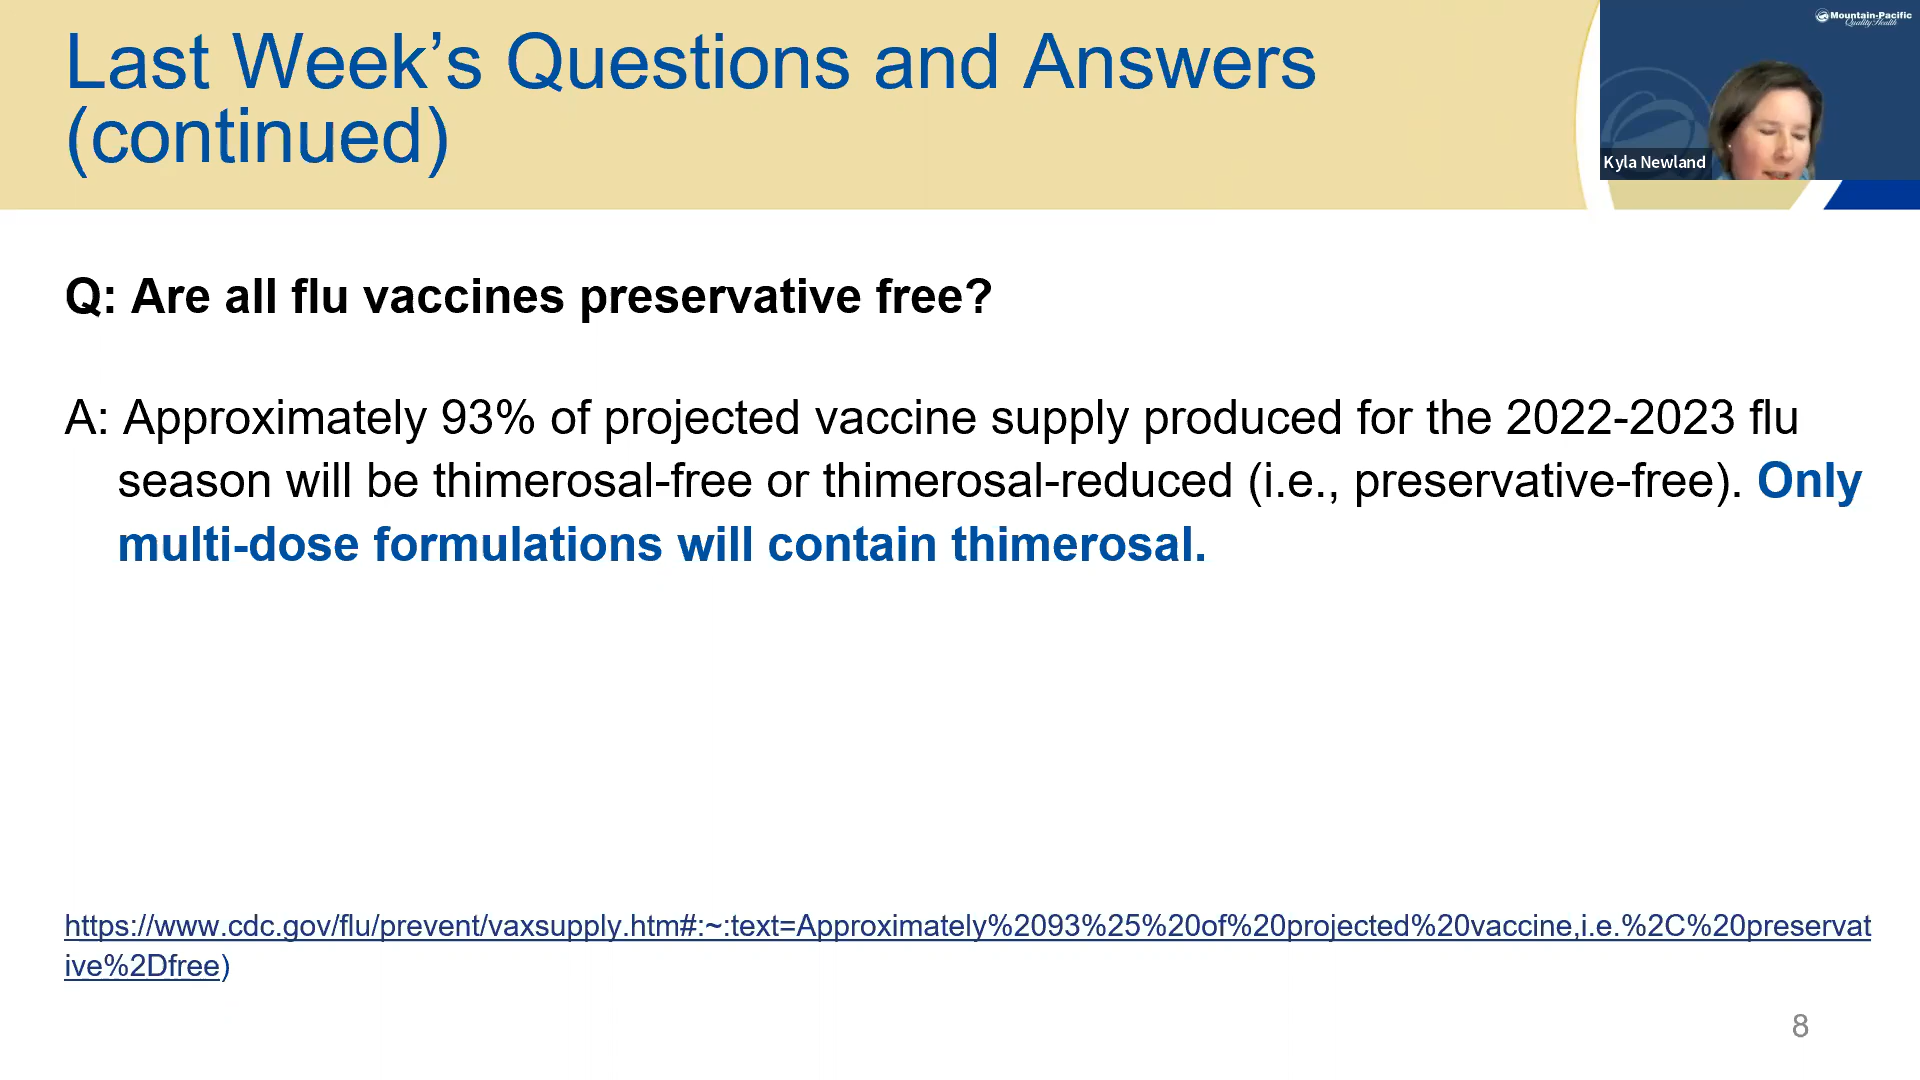 Last Week’s Questions and Answers
(continued)
Mountain-Pacific
Quality Health
Kyla Newland
Q: Are all flu vaccines preservative free?
A: Approximately 93% of projected vaccine supply produced for the 2022-2023 flu
season will be thimerosal-free or thimerosal-reduced (i.e., preservative-free). Only
multi-dose formulations will contain thimerosal.
https://www.cdc.gov/flu/prevent/vaxsupply.htm#:~:text=Approximately%2093%25%20of%20projected%20vaccine,i.e.%2C%20preservat
ive%2Dfree)
8